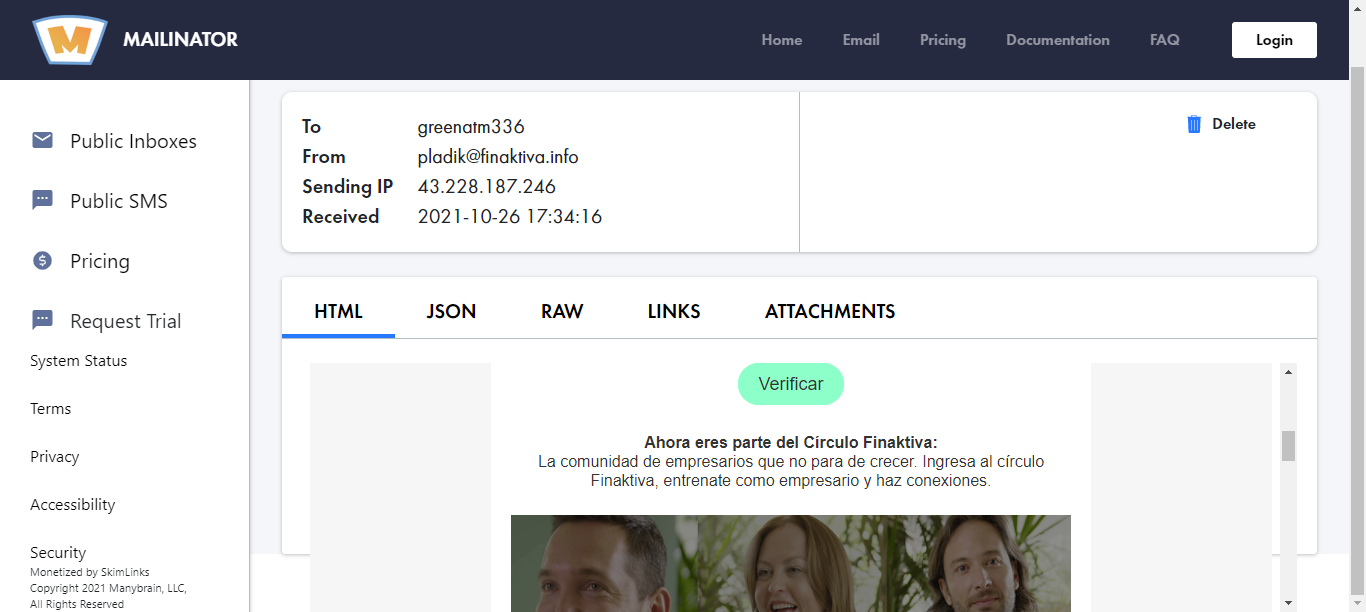 MAILINATOR
Home
Email
Pricing
Documentation
FAQ
Login
Public Inboxes
Public SMS
Pricing
Request Trial
System Status
Terms
Privacy
Accessibility
Security
Monetized by SkimLinks
Copyright 2021 Manybrain, LLC,
All Rights Reserved
To greenatm336
From pladik@finaktiva.info
Sending IP 43.228.187.246
Received 2021-10-26 17:34:16
Delete
HTML
JSON
RAW
LINKS
ATTACHMENTS
Verificar
Ahora eres parte del Círculo Finaktiva:
La comunidad de empresarios que no para de crecer. Ingresa al círculo
Finaktiva, entrenate como empresario y haz conexiones.